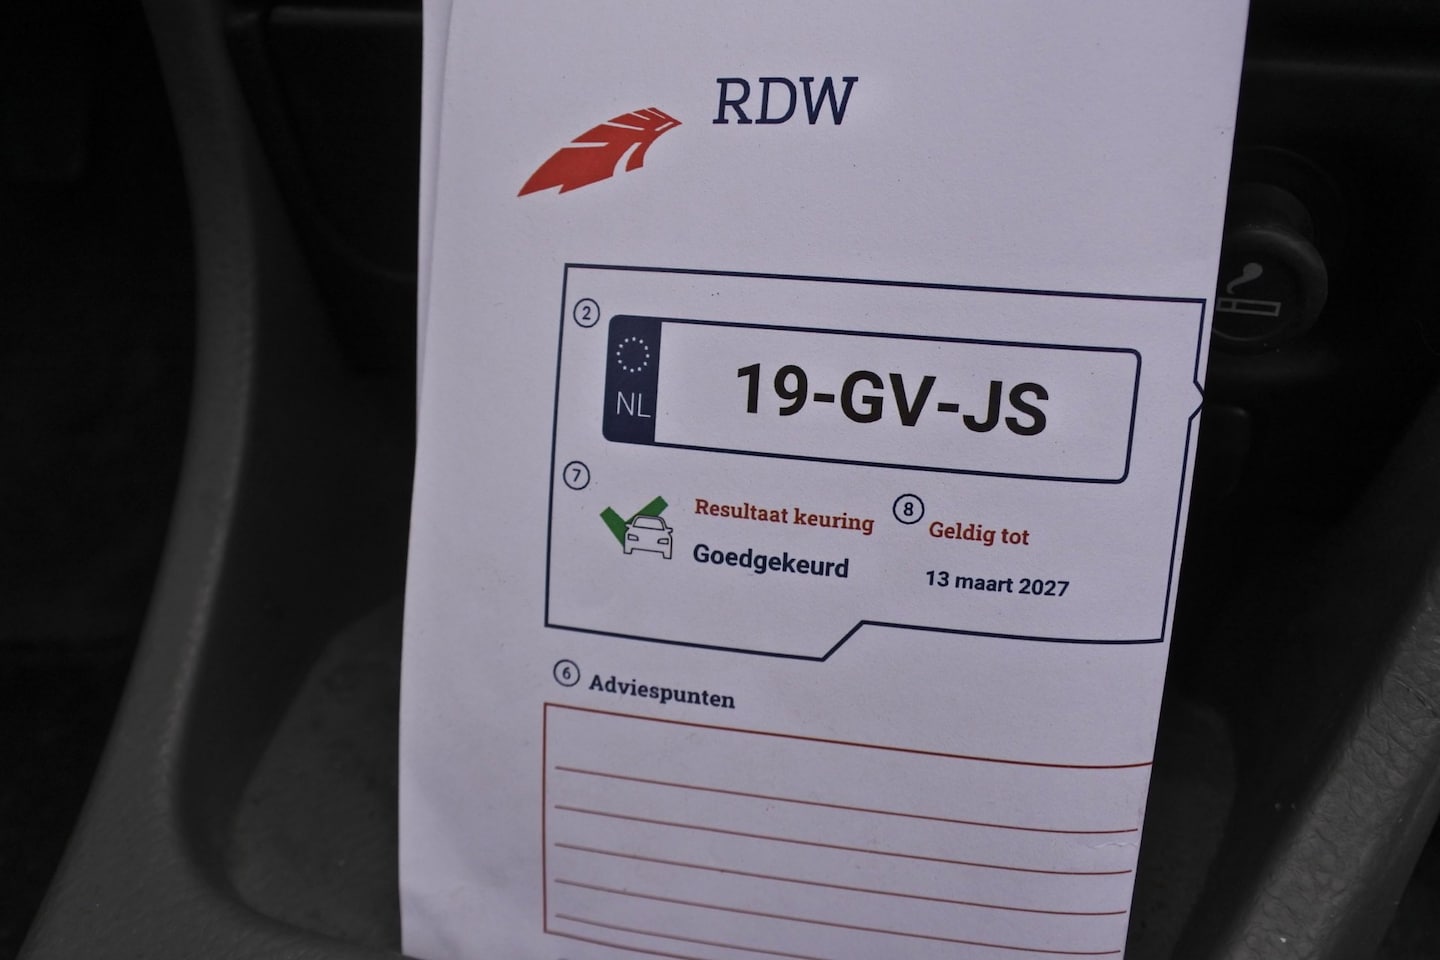 RDW
2
NL
19-GV-JS
7
Resultaat keuring
Goedgekeurd
8
Geldig tot
13 maart 2027
6 Adviespunten